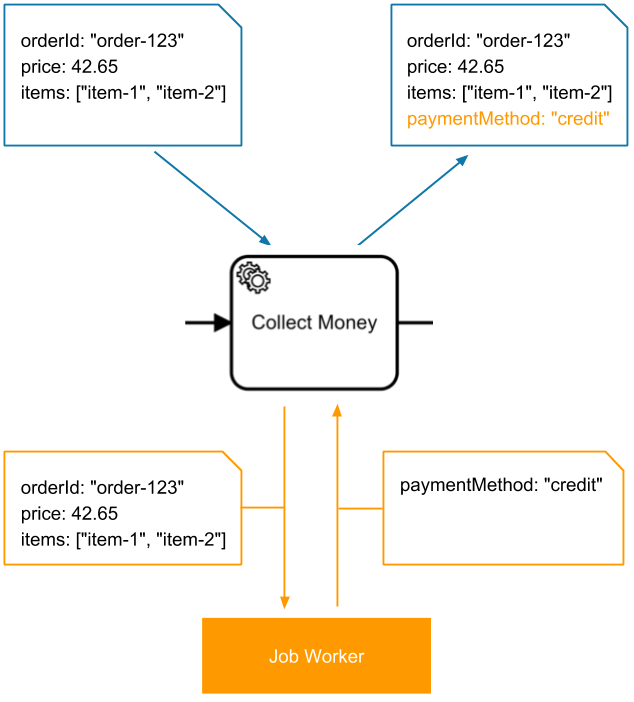 orderId: "order-123"
price: 42.65
items: ["item-1", "item-2"]
orderId: "order-123"
price: 42.65
items: ["item-1", "item-2"]
paymentMethod: "credit"
Collect Money
orderId: "order-123"
price: 42.65
items: ["item-1", "item-2"]
paymentMethod: "credit"
Job Worker